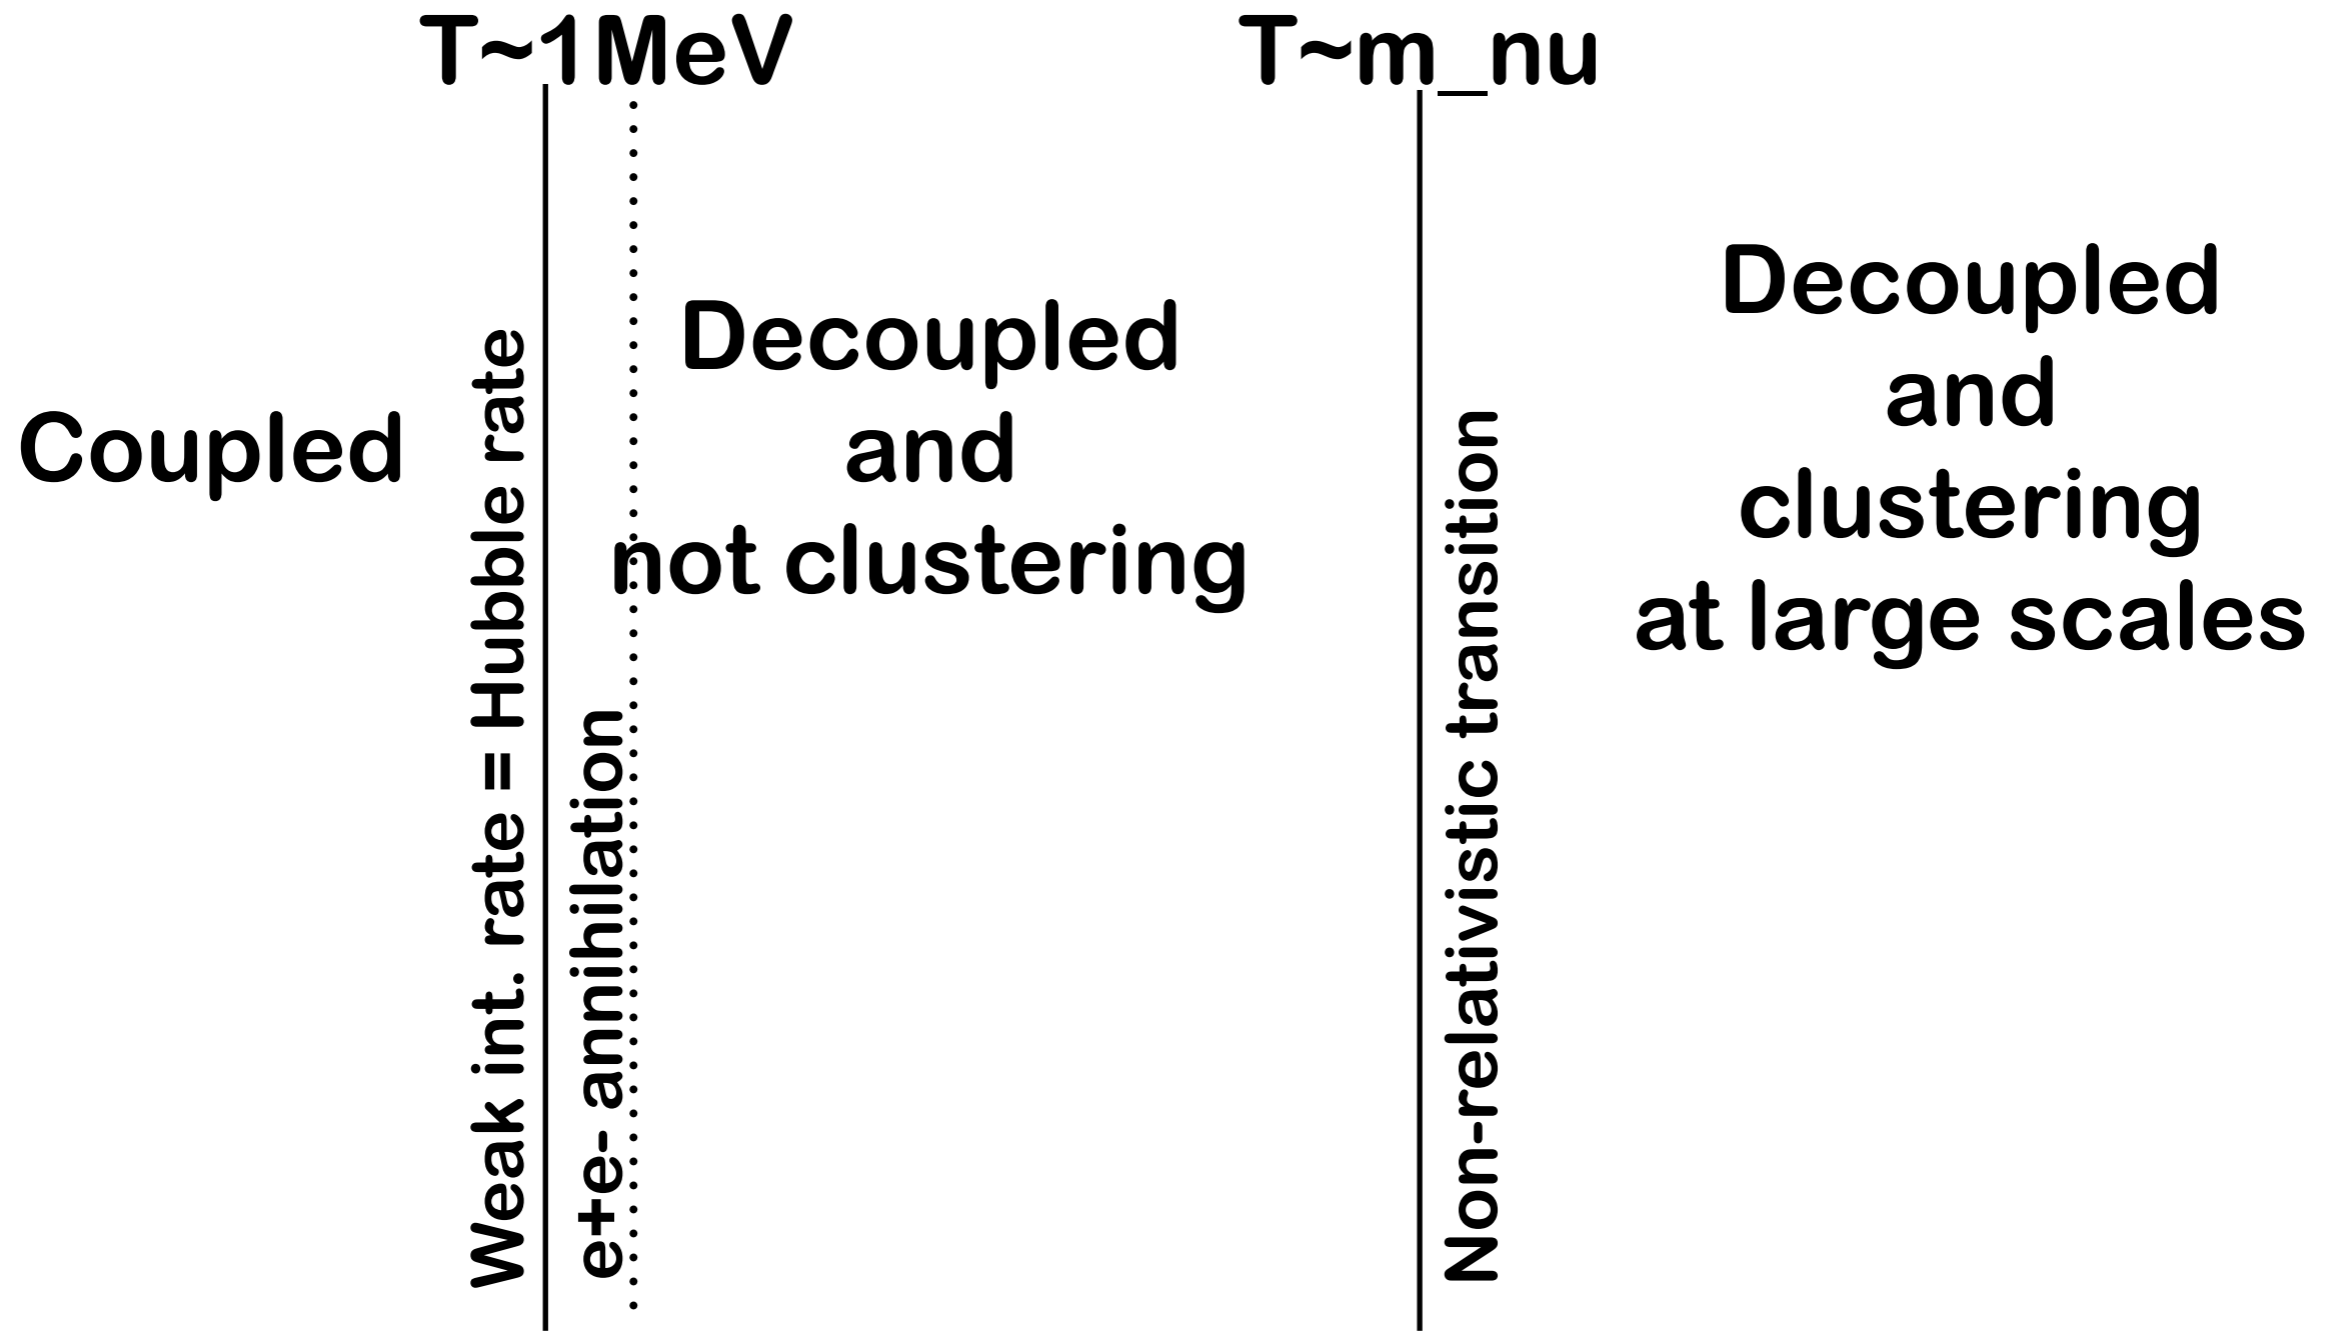 T~1MeV
T~m_nu
Coupled
Weak int. rate = Hubble rate
e+e- annihilation
Decoupled
and
not clustering
Non-relativistic transition
Decoupled
and
clustering
at large scales